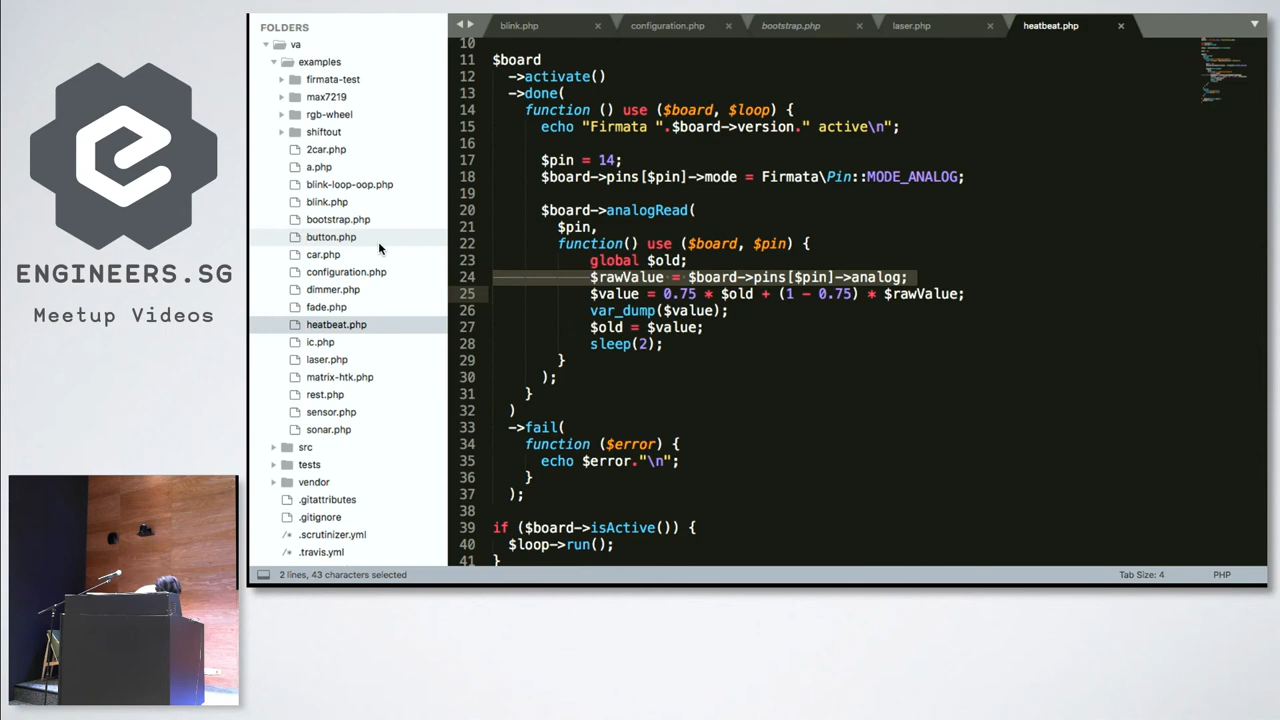 ENGINEERS.SG
Meetup Videos
FOLDERS
va
examples
firmata-test
max7219
rgb-wheel
shiftout
2car.php
a.php
blink-loop-oop.php
blink.php
bootstrap.php
button.php
car.php
configuration.php
dimmer.php
fade.php
heatbeat.php
ic.php
laser.php
matrix-htk.php
rest.php
sensor.php
sonar.php
src
tests
vendor
.gitattributes
.gitignore
/* .scrutinizer.yml
/* .travis.yml
blink.php × configuration.php × bootstrap.php × laser.php × heatbeat.php ×
10
11 $board
12 ->activate()
13 ->done(
14 function () use ($board, $loop) {
15 echo "Firmata ".$board->version." active\n";
16
17 $pin = 14;
18 $board->pins[$pin]->mode = Firmata\Pin::MODE_ANALOG;
19
20 $board->analogRead(
21 $pin,
22 function() use ($board, $pin) {
23 global $old;
24 $rawValue = $board->pins[$pin]->analog;
25 $value = 0.75 * $old + (1 - 0.75) * $rawValue;
26 var_dump($value);
27 $old = $value;
28 sleep(2);
29 }
30 );
31 }
32 )
33 ->fail(
34 function ($error) {
35 echo $error."\n";
36 }
37 );
38
39 if ($board->isActive()) {
40 $loop->run();
41 }
2 lines, 43 characters selected
Tab Size: 4
PHP